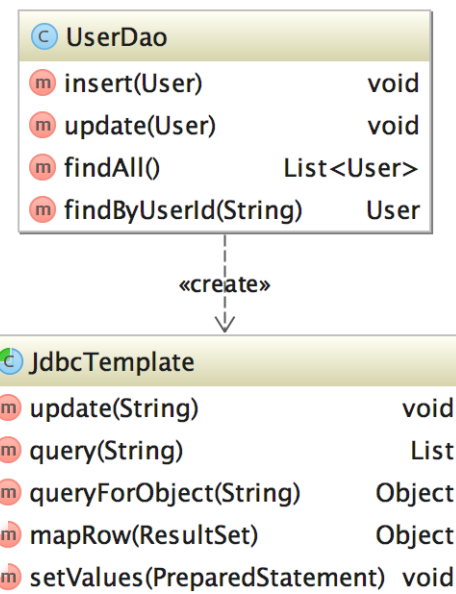 C UserDao
m insert(User) void
m update(User) void
m findAll() List<User>
m findByUserId(String) User
«create»
C JdbcTemplate
m update(String) void
m query(String) List
m queryForObject(String) Object
m mapRow(ResultSet) Object
m setValues(PreparedStatement) void